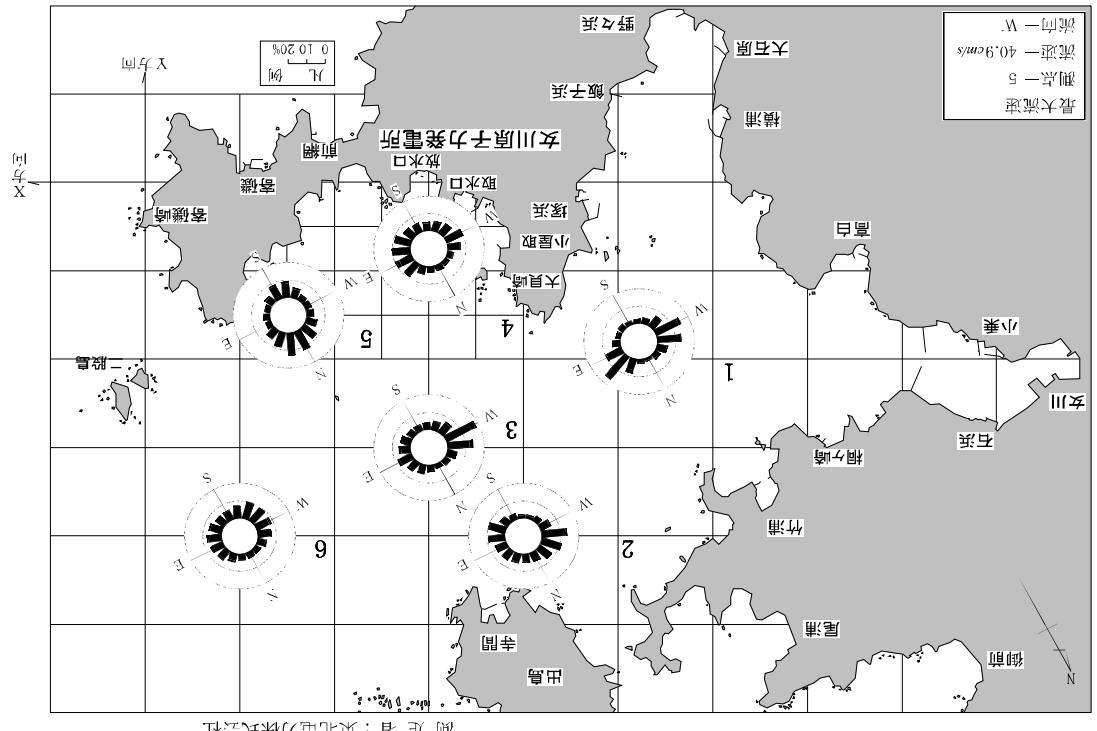 測 定 者 : 東北電力株式会社
N
御前
出島
寺間
尾浦
N
N
2
6
E
W
E
W
S
S
竹浦
N
3
E
W
S
桐ケ崎
石浜
女川
N
1
E
W
S
小乗
N
5
E
W
S
二股島
N
4
E
W
S
大貝崎
小屋取
塚浜
高白
取水口
放水口
寄磯崎
寄磯
前網
X方向
女川原子力発電所
横浦
飯子浜
大石原
野々浜
Y方向
凡 例
0 10 20%
最大流速
測点― 5
流速― 40.9cm/s
流向― W